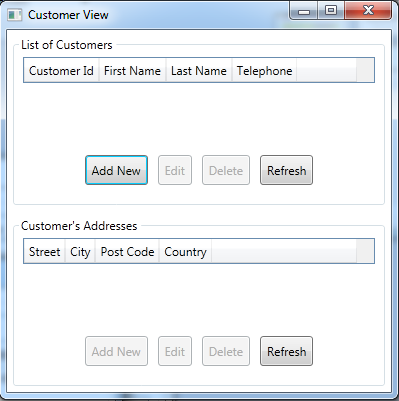 Customer View
List of Customers
Customer Id First Name Last Name Telephone
Add New Edit Delete Refresh
Customer's Addresses
Street City Post Code Country
Add New Edit Delete Refresh